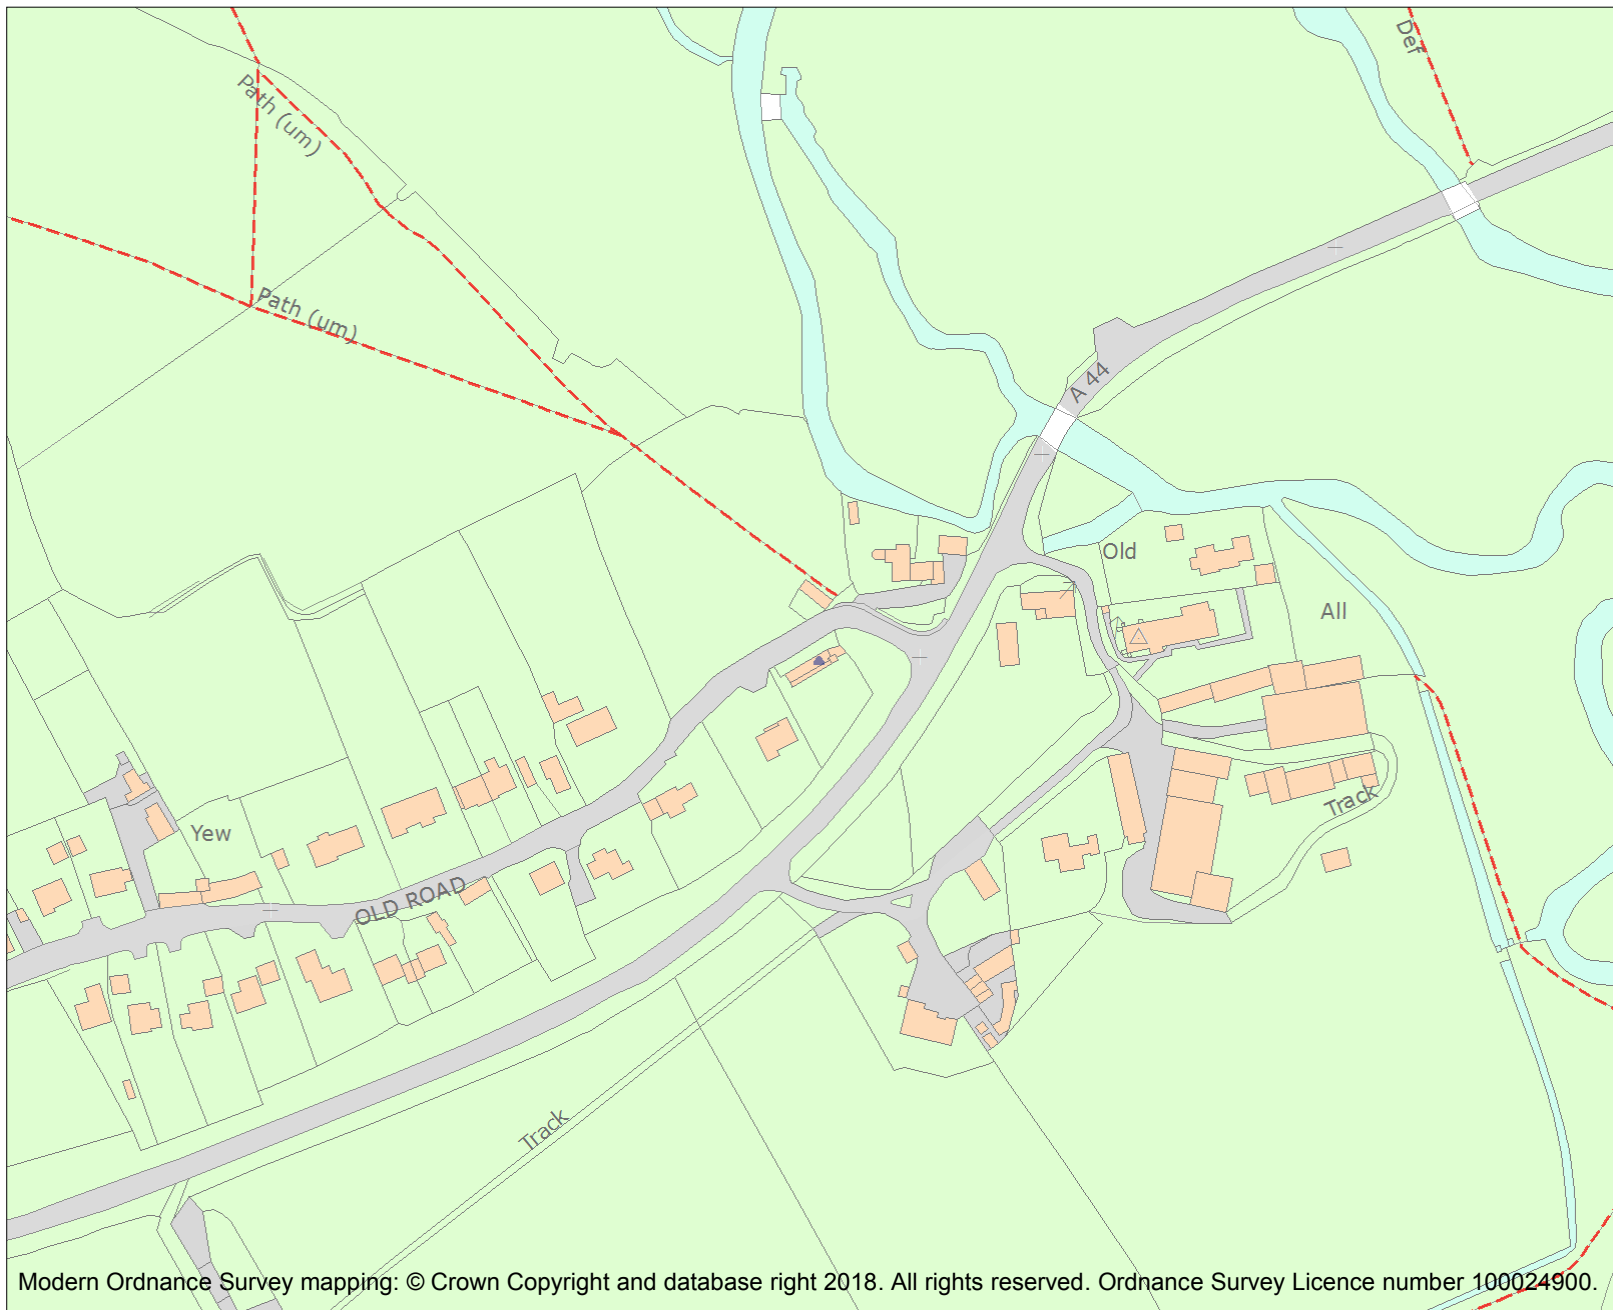 Def
Path (um)
Path (um)
A 44
Old
All
Track
Yew
OLD ROAD
Track
Modern Ordnance Survey mapping: © Crown Copyright and database right 2018. All rights reserved. Ordnance Survey Licence number 100024900.